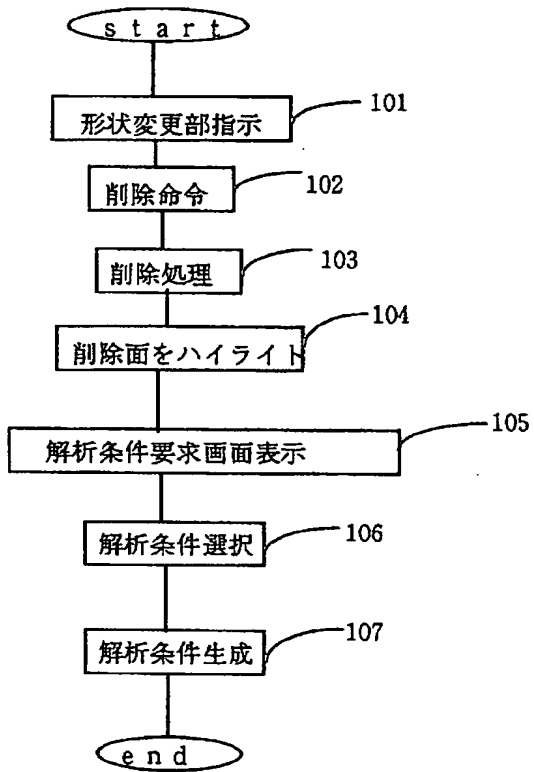 start
101
形状変更部指示
102
削除命令
103
削除処理
104
削除面をハイライト
105
解析条件要求画面表示
106
解析条件選択
107
解析条件生成
end